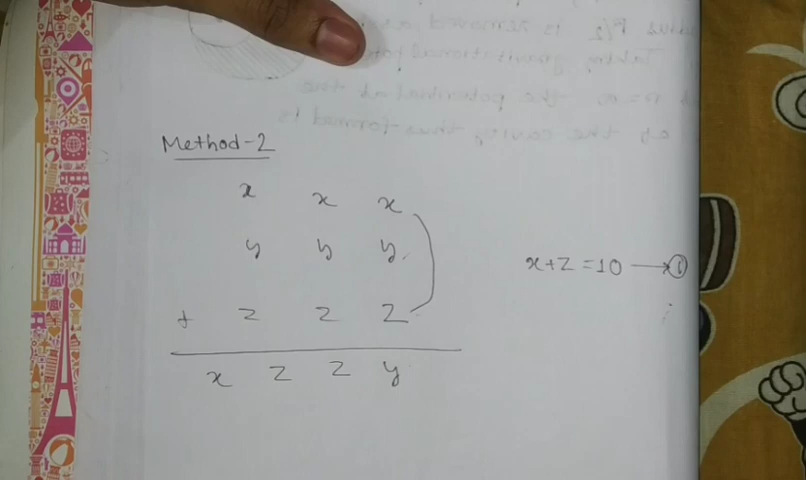 Method-2
x x x
y y y
+ z z z
x z z y
x+z=10 → ①